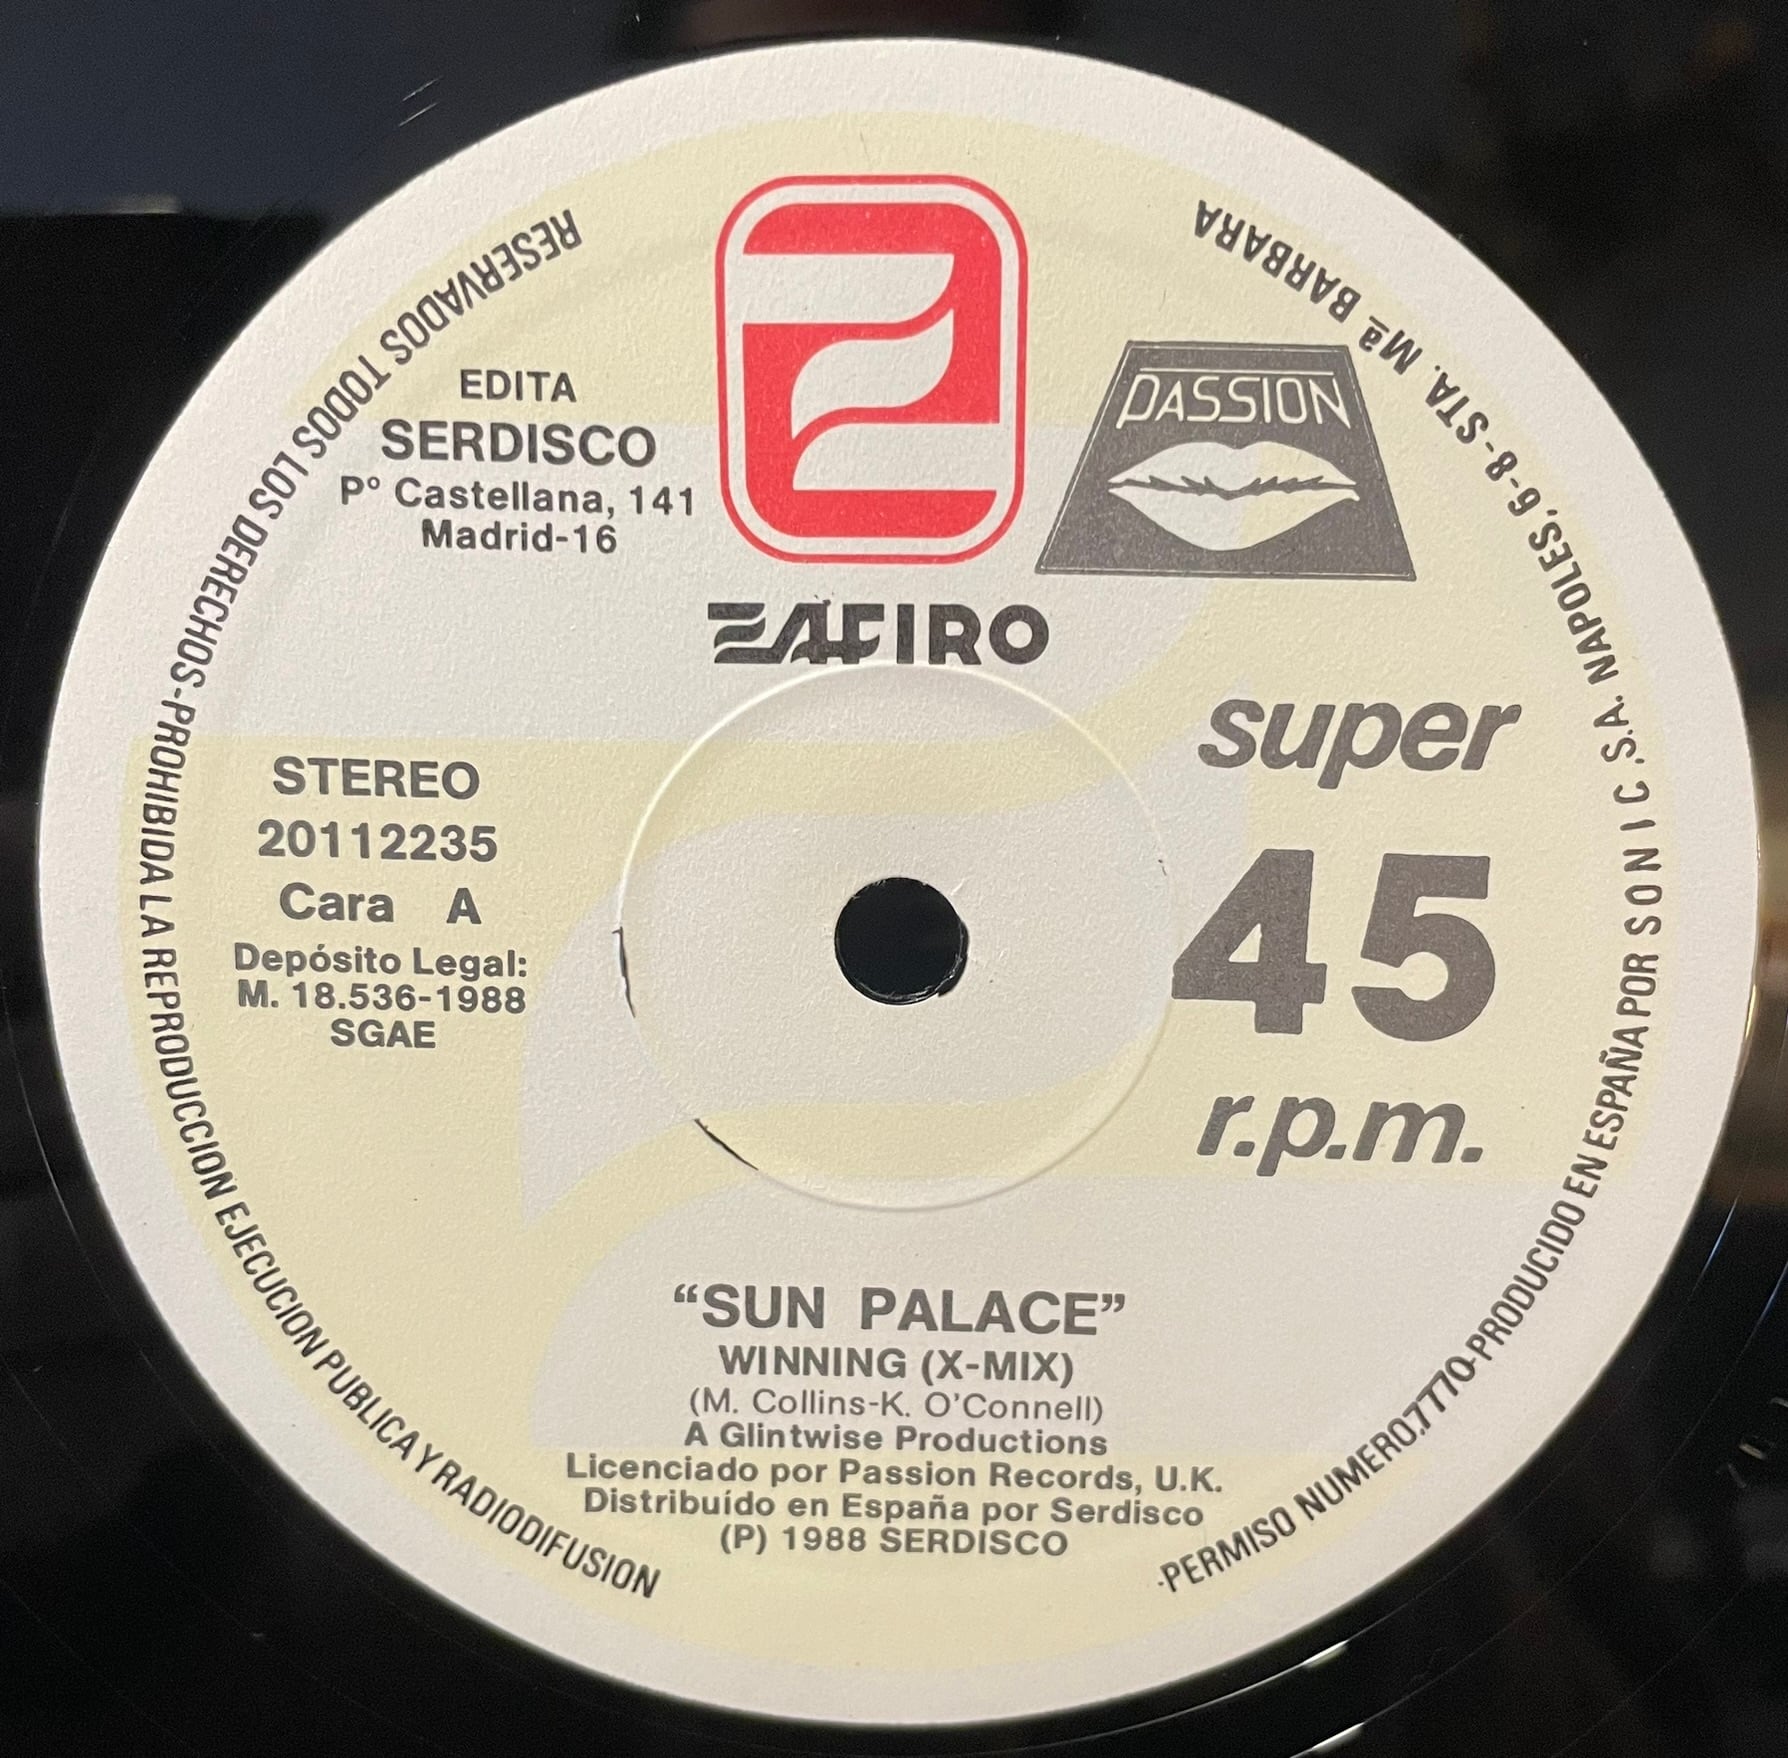 EDITA
SERDISCO
Pº Castellana, 141
Madrid-16
ZAFIRO
PASSION
STEREO
20112235
Cara A
Depósito Legal:
M. 18.536-1988
SGAE
super
45
r.p.m.
“SUN PALACE”
WINNING (X-MIX)
(M. Collins-K. O'Connell)
A Glintwise Productions
Licenciado por Passion Records, U.K.
Distribuído en España por Serdisco
(P) 1988 SERDISCO
RESERVADOS TODOS LOS DERECHOS-PROHIBIDA LA REPRODUCCION EJECUCION PUBLICA Y RADIODIFUSION
·PERMISO NUMERO.7770-PRODUCIDO EN ESPAÑA POR SONIC.S.A. NAPOLES, 6-8-STA. Mª BARBARA